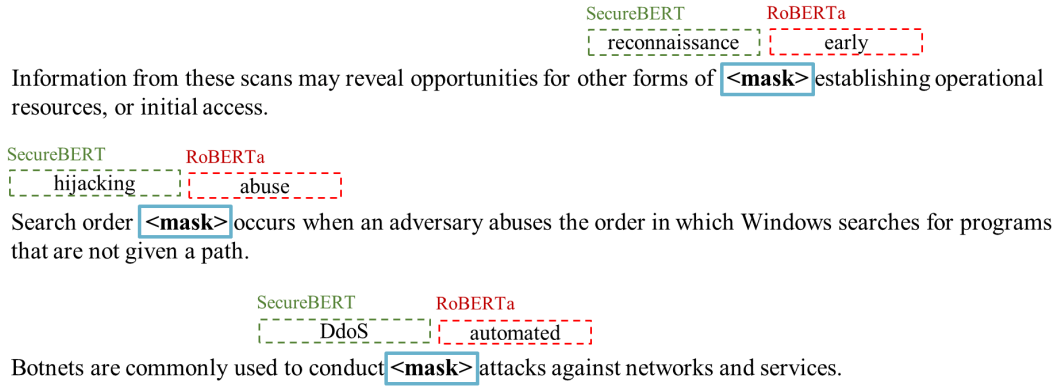 SecureBERT RoBERTa
reconnaissance early
Information from these scans may reveal opportunities for other forms of <mask> establishing operational
resources, or initial access.
SecureBERT RoBERTa
hijacking abuse
Search order <mask> occurs when an adversary abuses the order in which Windows searches for programs
that are not given a path.
SecureBERT RoBERTa
DdoS automated
Botnets are commonly used to conduct <mask> attacks against networks and services.